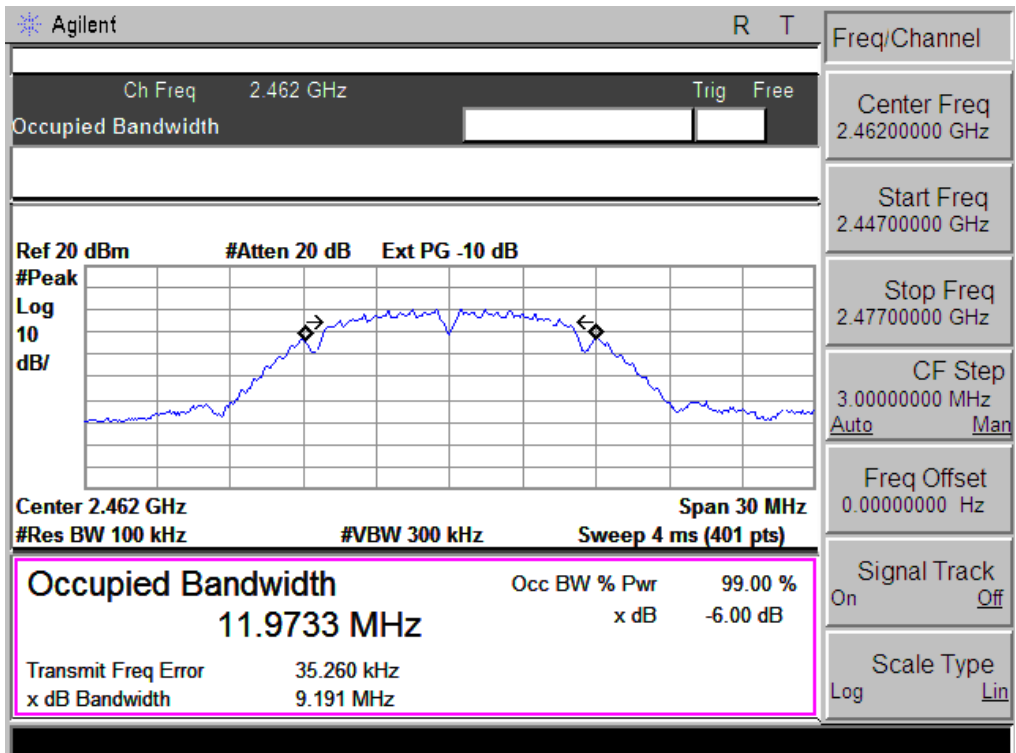 Agilent
R T
Ch Freq 2.462 GHz Trig Free
Occupied Bandwidth
Ref 20 dBm #Atten 20 dB Ext PG -10 dB
#Peak
Log
10
dB/
Center 2.462 GHz Span 30 MHz
#Res BW 100 kHz #VBW 300 kHz Sweep 4 ms (401 pts)
Occupied Bandwidth Occ BW % Pwr 99.00 %
11.9733 MHz x dB -6.00 dB
Transmit Freq Error 35.260 kHz
x dB Bandwidth 9.191 MHz
Freq/Channel
Center Freq
2.46200000 GHz
Start Freq
2.44700000 GHz
Stop Freq
2.47700000 GHz
CF Step
3.00000000 MHz
Auto Man
Freq Offset
0.00000000 Hz
Signal Track
On Off
Scale Type
Log Lin